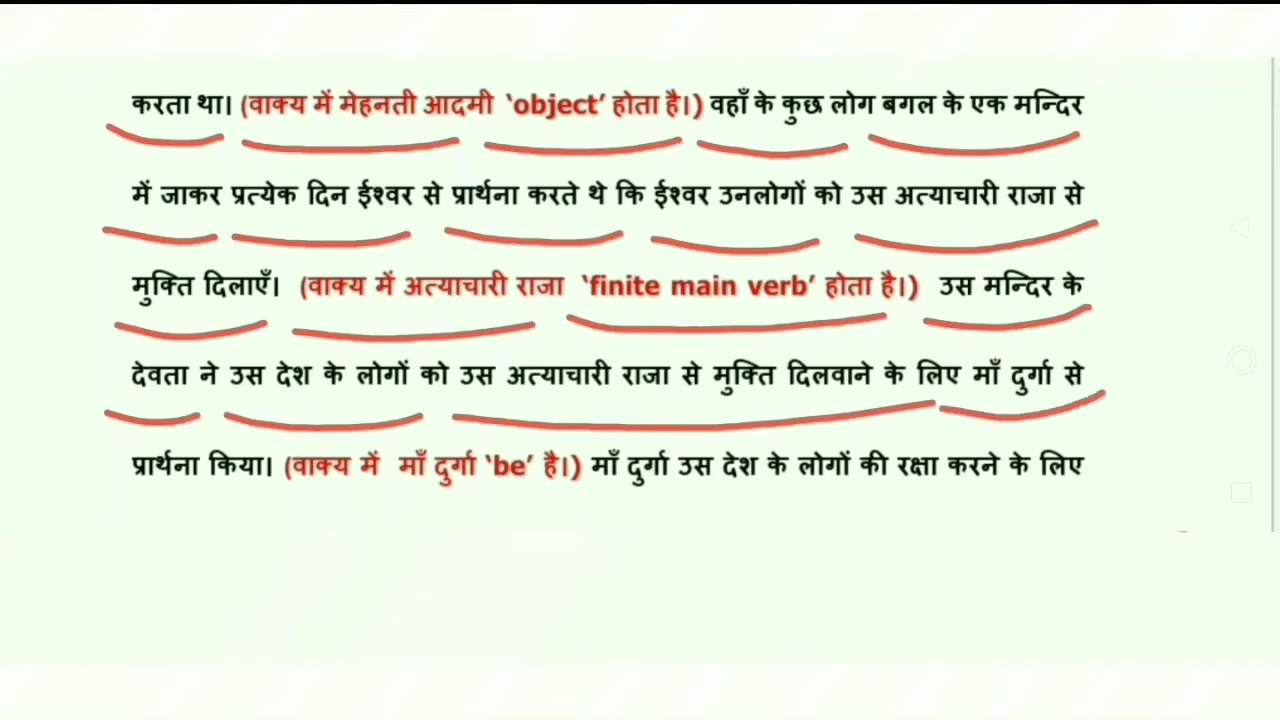 करता था। (वाक्य में मेहनती आदमी ‘object’ होता है।) वहाँ के कुछ लोग बगल के एक मन्दिर
में जाकर प्रत्येक दिन ईश्वर से प्रार्थना करते थे कि ईश्वर उनलोगों को उस अत्याचारी राजा से
मुक्ति दिलाएँ। (वाक्य में अत्याचारी राजा ‘finite main verb’ होता है।) उस मन्दिर के
देवता ने उस देश के लोगों को उस अत्याचारी राजा से मुक्ति दिलवाने के लिए माँ दुर्गा से
प्रार्थना किया। (वाक्य में माँ दुर्गा ‘be’ है।) माँ दुर्गा उस देश के लोगों की रक्षा करने के लिए